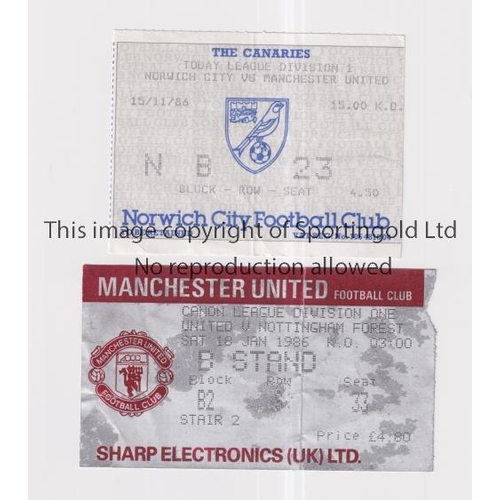 THE CANARIES
TODAY LEAGUE DIVISION 1
NORWICH CITY VS MANCHESTER UNITED
15/11/86 15.00 K.O.
N B 23
BLOCK - ROW - SEAT 4.50
Norwich City Football Club
This image copyright of Sportingold Ltd
No reproduction allowed
MANCHESTER UNITED FOOTBALL CLUB
CANON LEAGUE DIVISION ONE
UNITED V NOTTINGHAM FOREST
SAT 18 JAN 1986 K.O. 03:00
B STAND
Block Row Seat
B2 33
STAIR 2
Price £4.80
MANCHESTER UNITED
FOOTBALL CLUB
SHARP ELECTRONICS (UK) LTD.